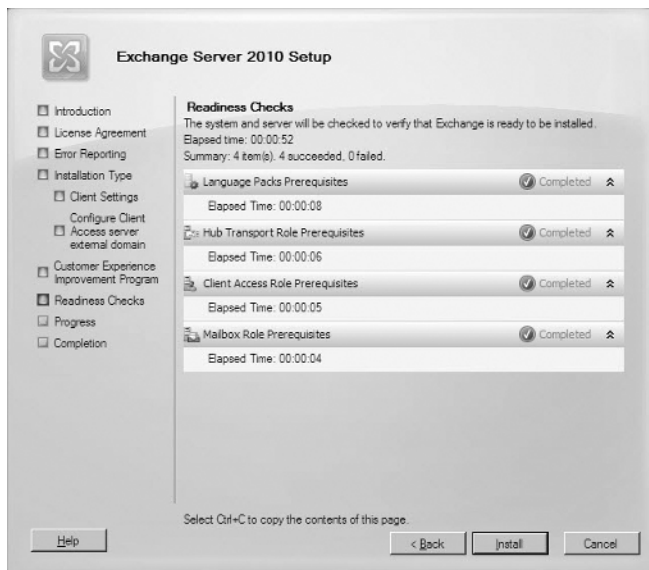 Exchange Server 2010 Setup
Introduction
License Agreement
Error Reporting
Installation Type
Client Settings
Configure Client
Access server
external domain
Customer Experience
Improvement Program
Readiness Checks
Progress
Completion
Readiness Checks
The system and server will be checked to verify that Exchange is ready to be installed.
Elapsed time: 00:00:52
Summary: 4 item(s). 4 succeeded, 0 failed.
Language Packs Prerequisites Completed
Elapsed Time: 00:00:08
Hub Transport Role Prerequisites Completed
Elapsed Time: 00:00:06
Client Access Role Prerequisites Completed
Elapsed Time: 00:00:05
Mailbox Role Prerequisites Completed
Elapsed Time: 00:00:04
Select Ctrl+C to copy the contents of this page.
Help < Back Install Cancel